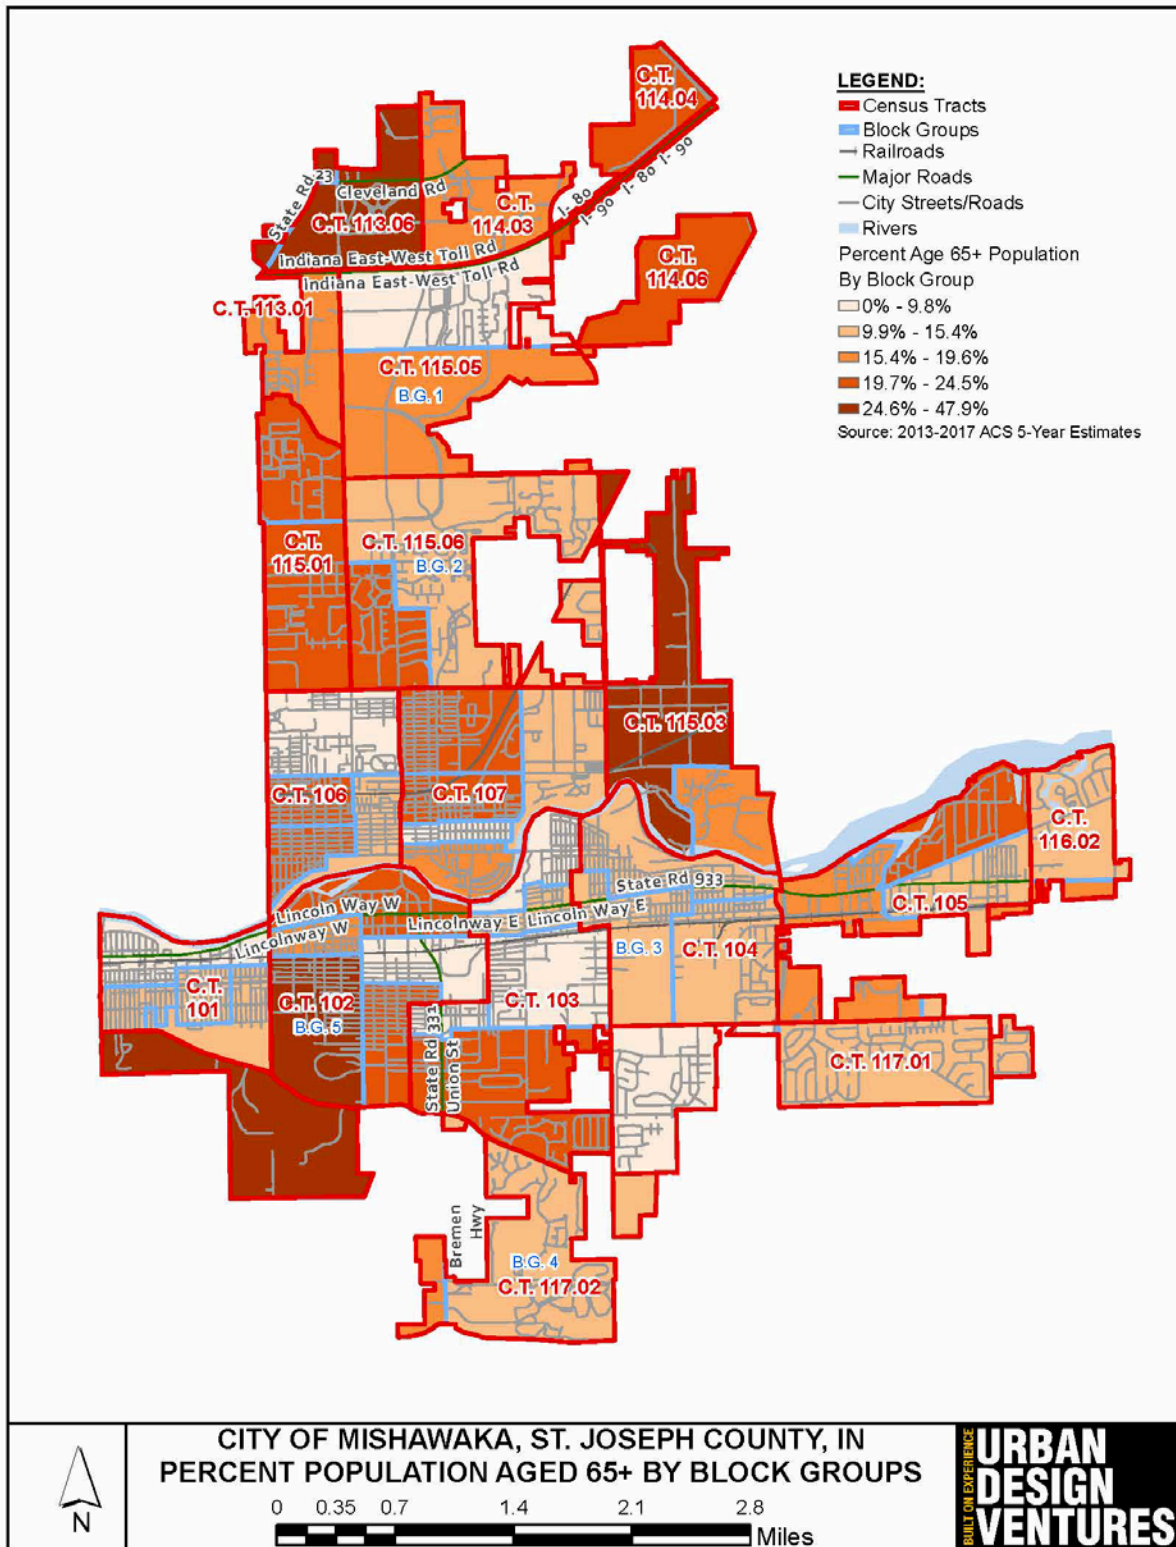 LEGEND:
Census Tracts
Block Groups
Railroads
Major Roads
City Streets/Roads
Rivers
Percent Age 65+ Population
By Block Group
0% - 9.8%
9.9% - 15.4%
15.4% - 19.6%
19.7% - 24.5%
24.6% - 47.9%
Source: 2013-2017 ACS 5-Year Estimates
C.T.
114.04
I- 80
I- 90
I- 80
I- 90
State Rd 23
Cleveland Rd
C.T. 113.06
C.T.
114.03
Indiana East-West Toll Rd
Indiana East-West Toll Rd
C.T.
114.06
C.T. 113.01
C.T. 115.05
B.G. 1
C.T.
115.01
C.T. 115.06
B.G. 2
C.T. 115.03
C.T. 106
C.T. 107
C.T.
116.02
State Rd 933
C.T. 105
Lincoln Way W
Lincolnway W
Lincolnway E
Lincoln Way E
B.G. 3
C.T. 104
C.T.
101
C.T. 102
B.G. 5
C.T. 103
State Rd 331
Union St
C.T. 117.01
Bremen
Hwy
B.G. 4
C.T. 117.02
N
CITY OF MISHAWAKA, ST. JOSEPH COUNTY, IN
PERCENT POPULATION AGED 65+ BY BLOCK GROUPS
0 0.35 0.7 1.4 2.1 2.8
Miles
BUILT ON EXPERIENCE
URBAN
DESIGN
VENTURES